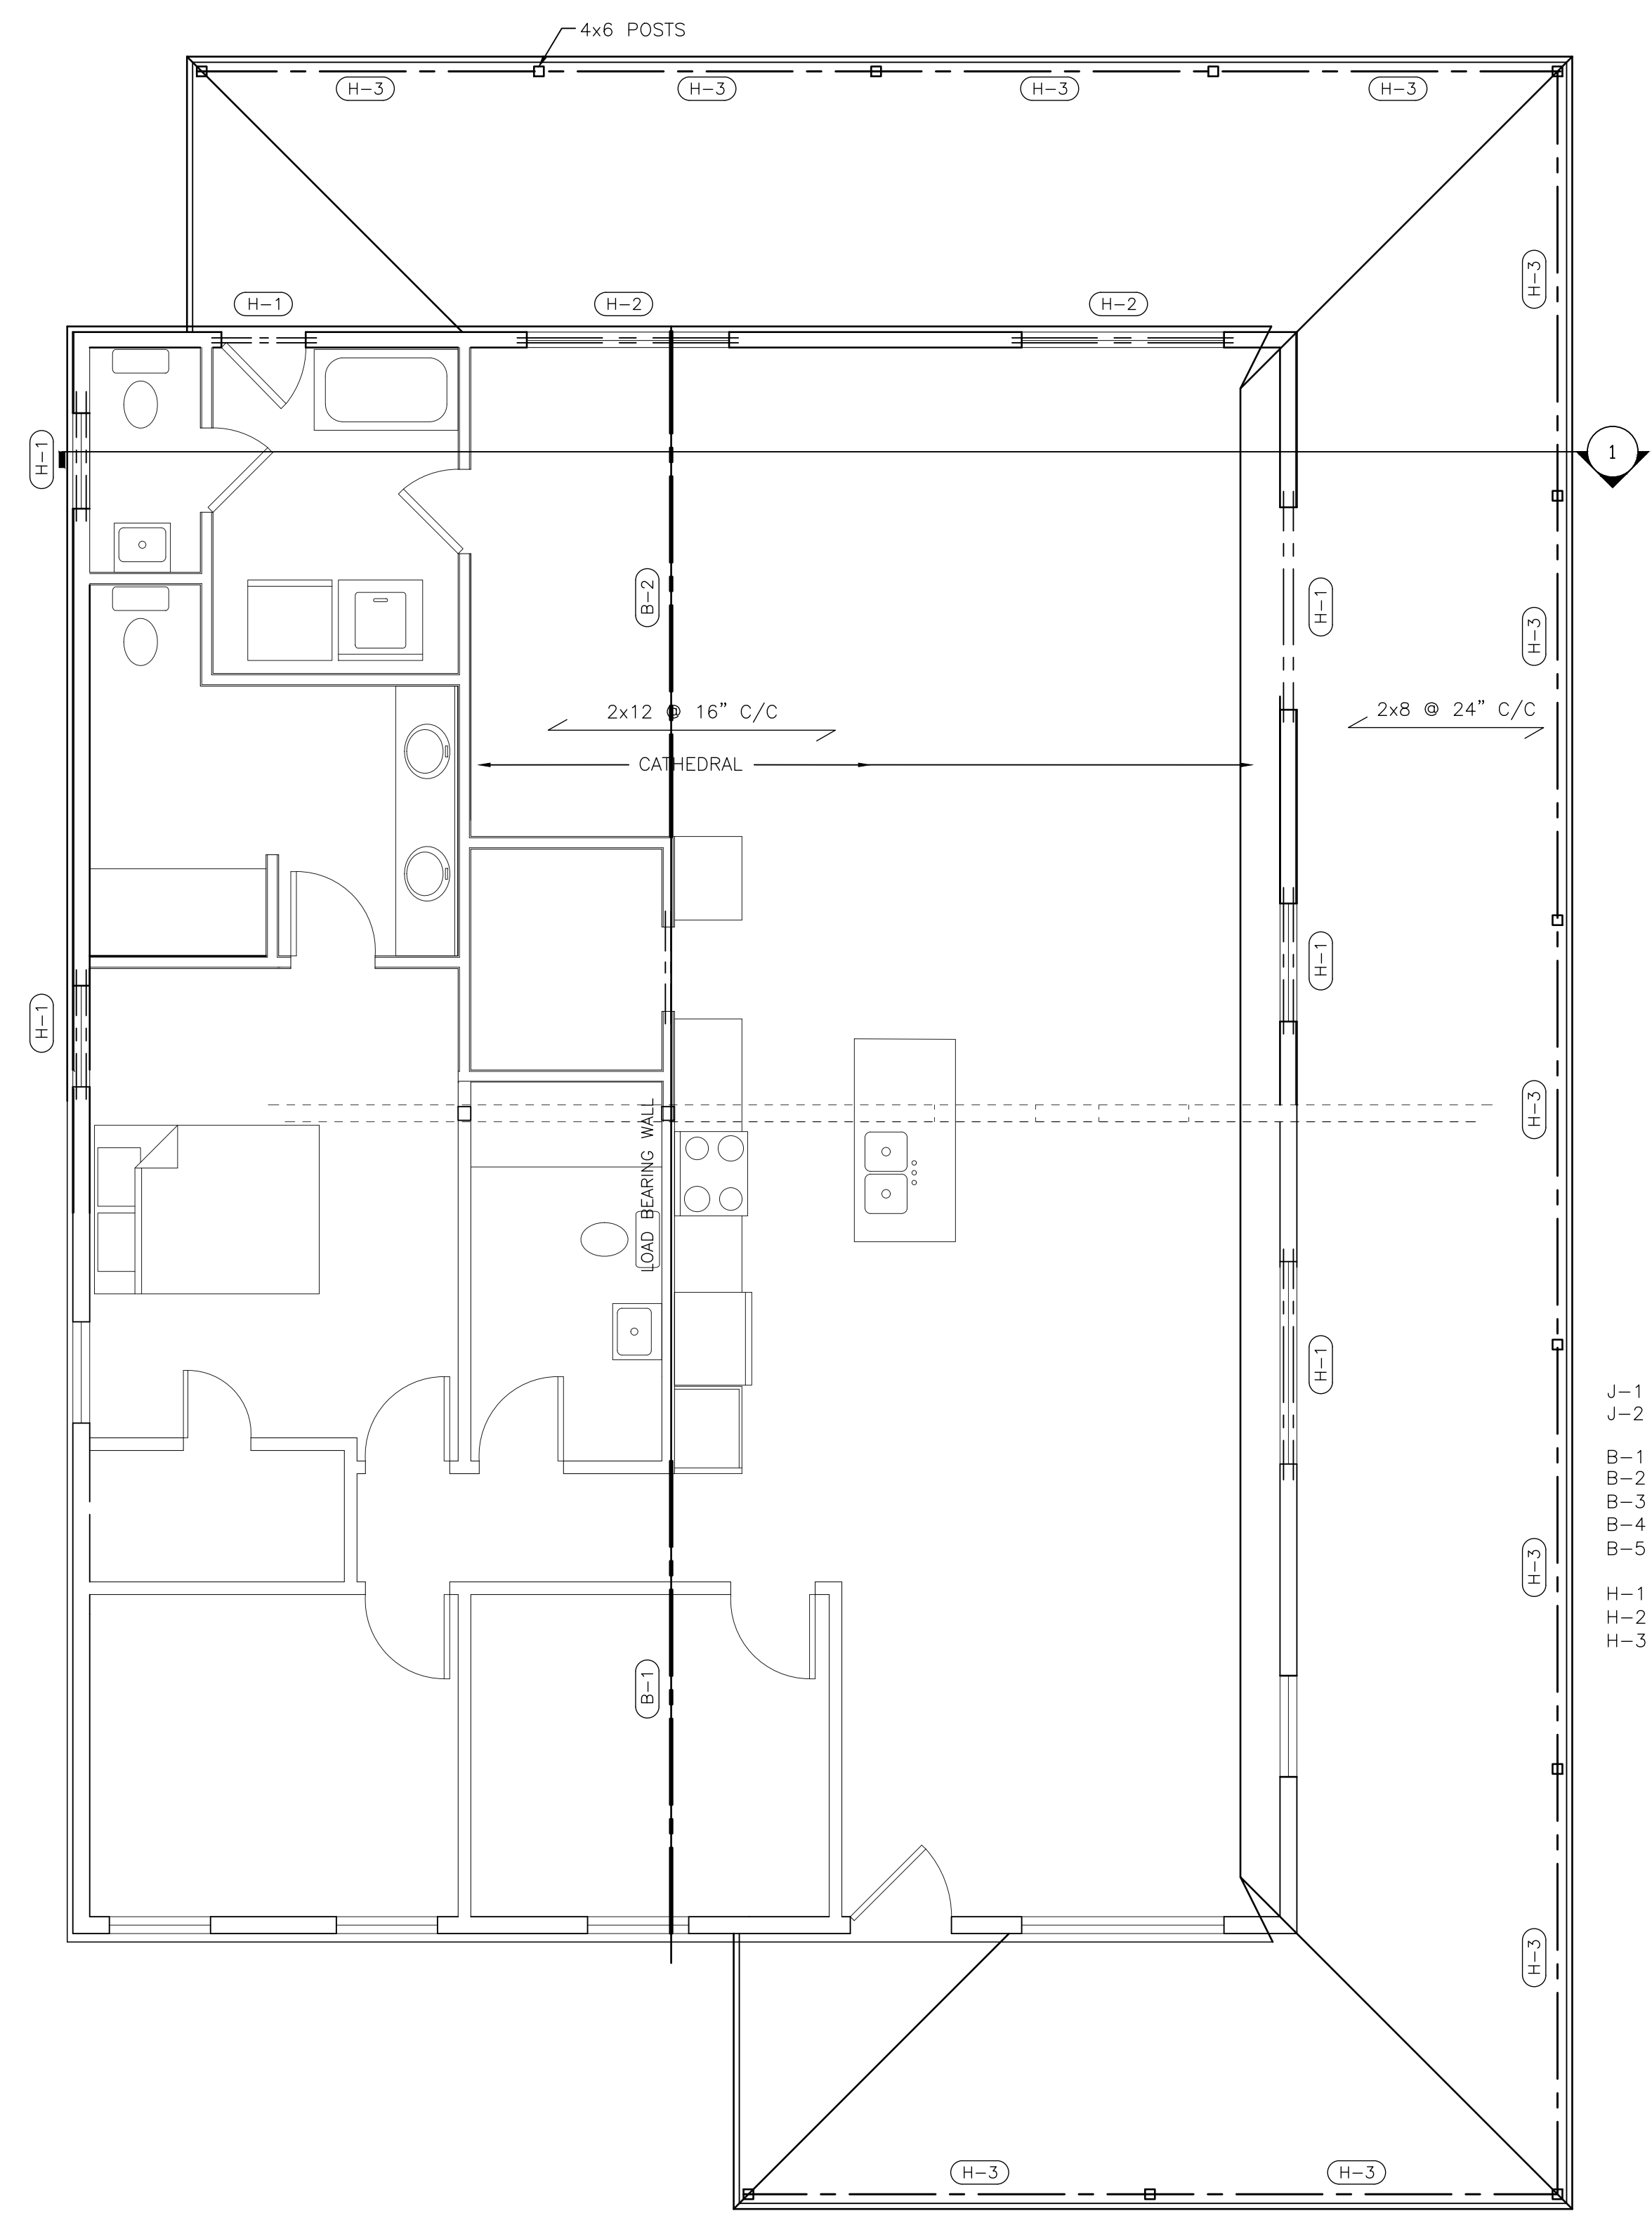 4x6 POSTS
H-3
H-3
H-3
H-3
H-3
H-1
H-2
H-2
H-1
1
B-2
H-1
H-3
2x12 @ 16" C/C
2x8 @ 24" C/C
CATHEDRAL
H-1
H-1
H-3
LOAD BEARING WALL
H-1
J-1
J-2
B-1
B-2
B-3
B-4
B-5
H-1
H-2
H-3
H-3
B-1
H-3
H-3
H-3